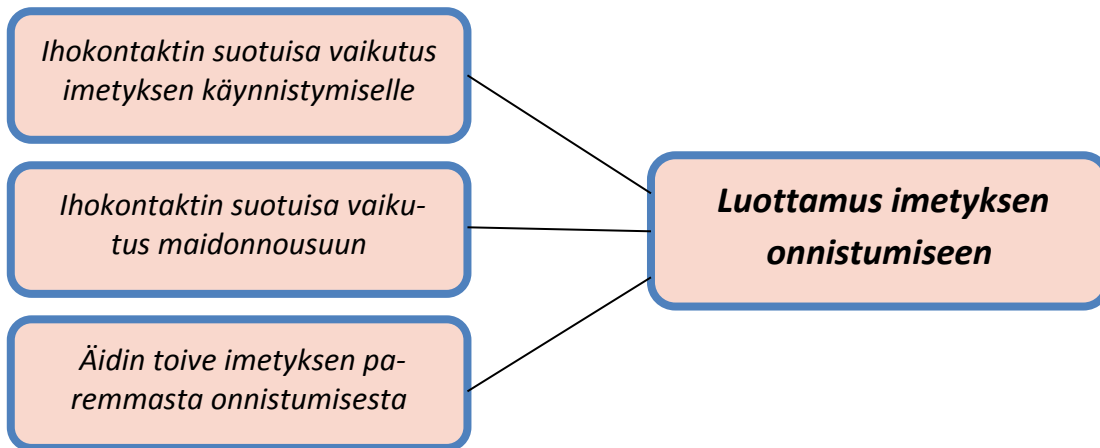 Ihokontaktin suotuisa vaikutus
imetyksen käynnistymiselle
Ihokontaktin suotuisa vaiku-
tus maidonnousuun
Äidin toive imetyksen pa-
remmasta onnistumisesta
Luottamus imetyksen
onnistumiseen